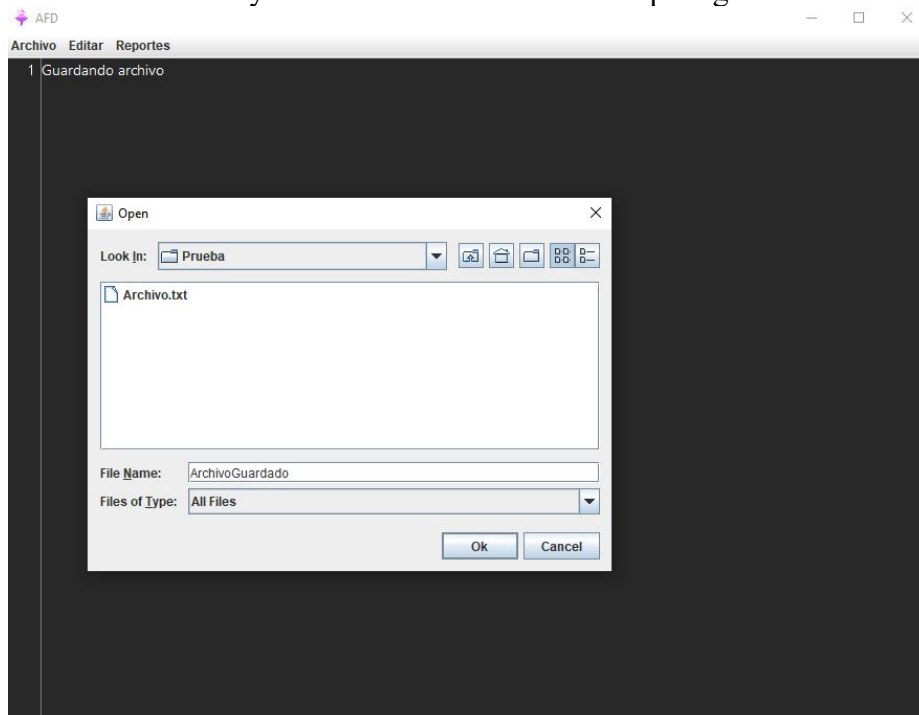 AFD
Archivo Editar Reportes
1 Guardando archivo
Open
Look In: Prueba
Archivo.txt
File Name: ArchivoGuardado
Files of Type: All Files
Ok Cancel